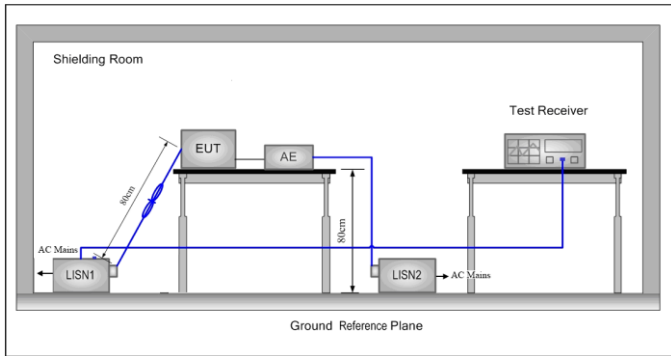 Shielding Room
Test Receiver
EUT
AE
80cm
80cm
AC Mains
LISN1
LISN2
AC Mains
Ground Reference Plane